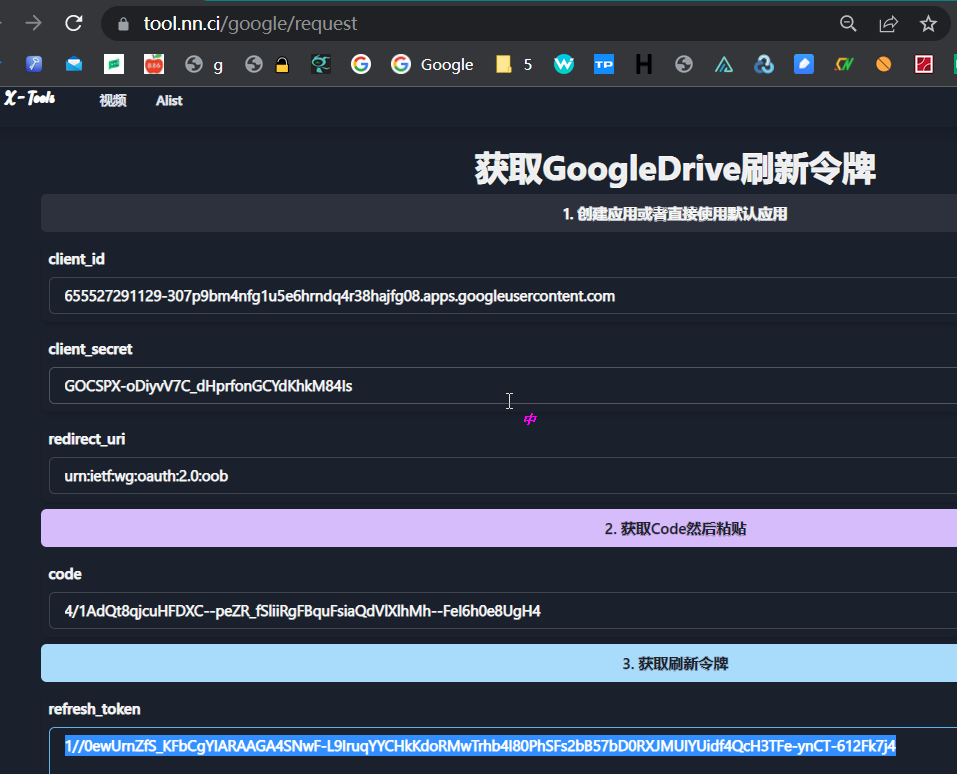 tool.nn.ci/google/request
g
Google
5
TP
X-Tools
视频
Alist
获取GoogleDrive刷新令牌
1. 创建应用或者直接使用默认应用
client_id
655527291129-307p9bm4nfg1u5e6hrndq4r38hajfg08.apps.googleusercontent.com
client_secret
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
中
redirect_uri
urn:ietf:wg:oauth:2.0:oob
2. 获取Code然后粘贴
code
4/1AdQt8qjcuHFDXC--peZR_fSliiRgFBquFsiaQdVlXlhMh--FeI6h0e8UgH4
3. 获取刷新令牌
refresh_token
1//0ewUrnZfS_KFbCgYIARAAGA4SNwF-L9IruqYYCHkKdoRMwTrhb4I80PhSFs2bB57bD0RXJMUIYUidf4QcH3TFe-ynCT-612Fk7j4